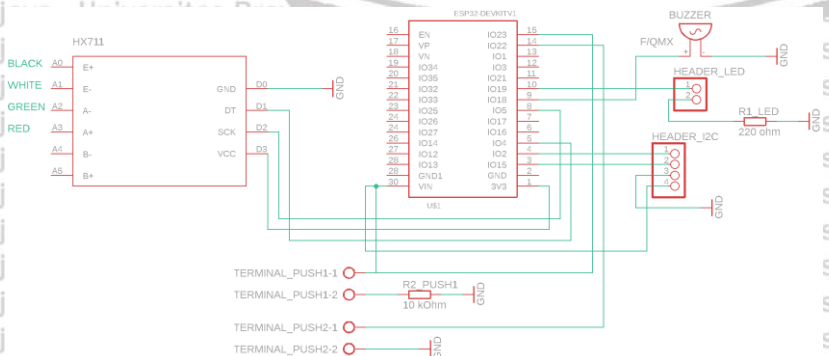 HX711
BLACK A0 E+
WHITE A1 E- GND D0 GND
GREEN A2 A- DT D1
RED A3 A+ SCK D2
A4 B- VCC D3
A5 B+
ESP32-DEVKITV1
16 EN IO23 15
17 VP IO22 14
18 VN IO1 13
19 IO34 IO3 12
20 IO35 IO21 11
21 IO32 IO19 10
22 IO33 IO18 9
23 IO25 IO5 8
24 IO26 IO17 7
26 IO27 IO16 6
26 IO14 IO4 5
27 IO12 IO2 4
28 IO13 IO15 3
28 GND1 GND 2
30 VIN 3V3 1
U$1
BUZZER
F/QMX
+ -
GND
HEADER_LED
1
2
R1_LED
220 ohm
GND
HEADER_I2C
1
2
3
4
GND
TERMINAL_PUSH1-1
TERMINAL_PUSH1-2
R2_PUSH1
10 kOhm
GND
TERMINAL_PUSH2-1
TERMINAL_PUSH2-2
GND